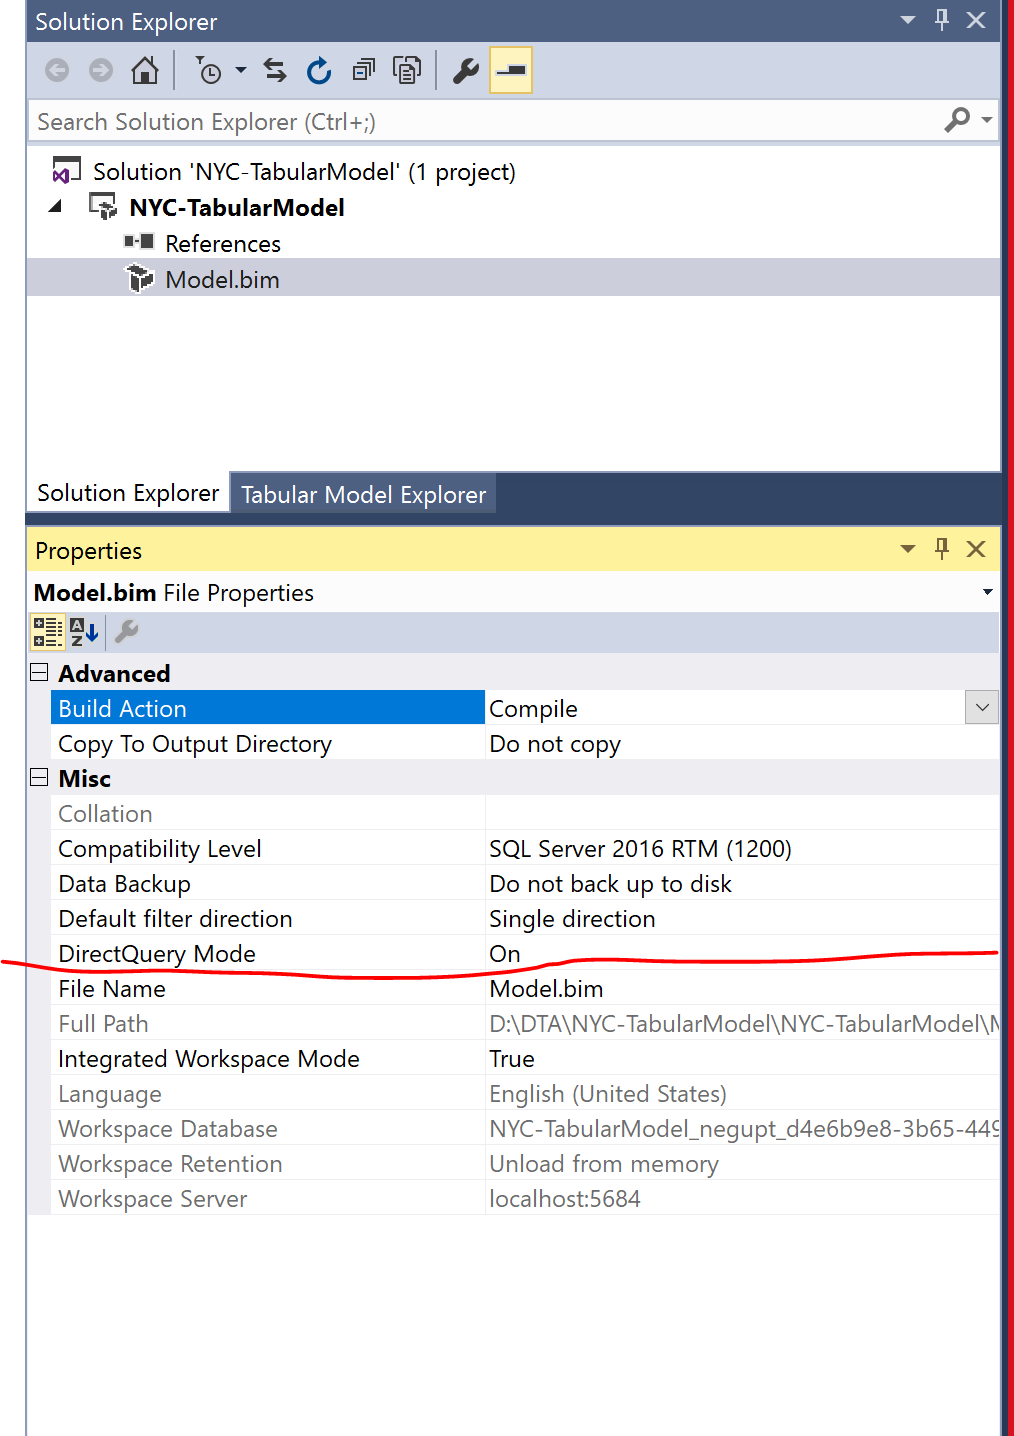 Solution Explorer
Search Solution Explorer (Ctrl+;)
Solution 'NYC-TabularModel' (1 project)
NYC-TabularModel
References
Model.bim
Solution Explorer Tabular Model Explorer
Properties
Model.bim File Properties
Advanced
Build Action Compile
Copy To Output Directory Do not copy
Misc
Collation
Compatibility Level SQL Server 2016 RTM (1200)
Data Backup Do not back up to disk
Default filter direction Single direction
DirectQuery Mode On
File Name Model.bim
Full Path D:\DTA\NYC-TabularModel\NYC-TabularModel\
Integrated Workspace Mode True
Language English (United States)
Workspace Database NYC-TabularModel_negupt_d4e6b9e8-3b65-449
Workspace Retention Unload from memory
Workspace Server localhost:5684